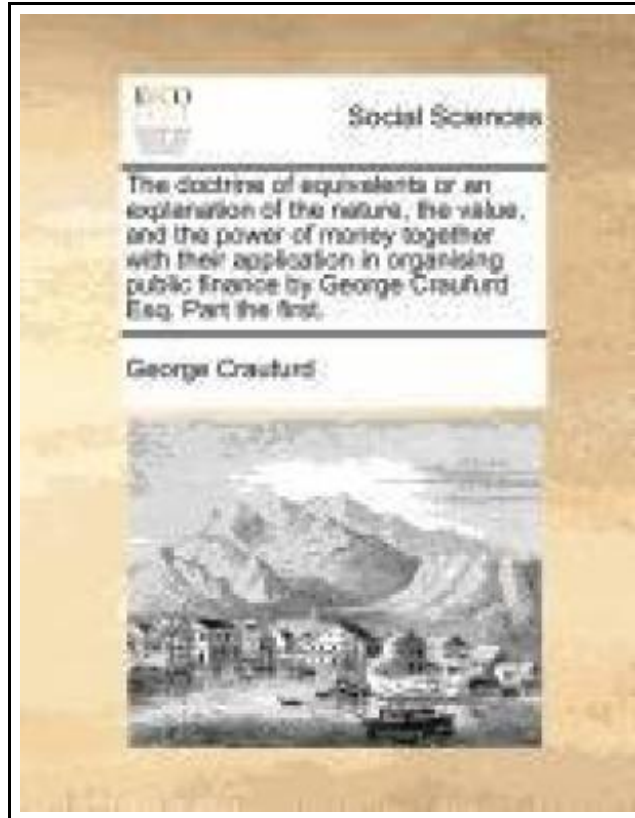 ECCO
Social Sciences
The doctrine of equivalents or an
explanation of the nature, the value,
and the power of money together
with their application in organising
public finance by George Craufurd
Esq. Part the first.
George Craufurd